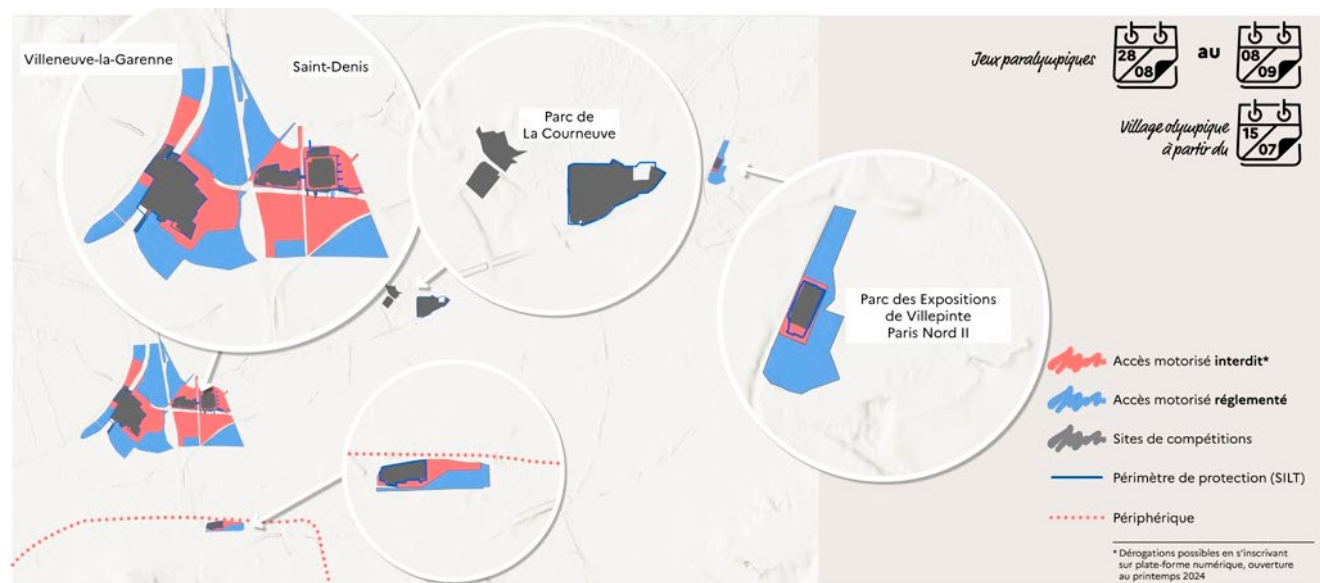 Villeneuve-la-Garenne
Saint-Denis
Parc de
La Courneuve
Parc des Expositions
de Villepinte
Paris Nord II
Jeux paralympiques
28
08
au
08
09
Village olympique
à partir du
15
07
Accès motorisé interdit*
Accès motorisé réglementé
Sites de compétitions
Périmètre de protection (SILT)
Périphérique
* Dérogations possibles en s'inscrivant
sur plate-forme numérique, ouverture
au printemps 2024